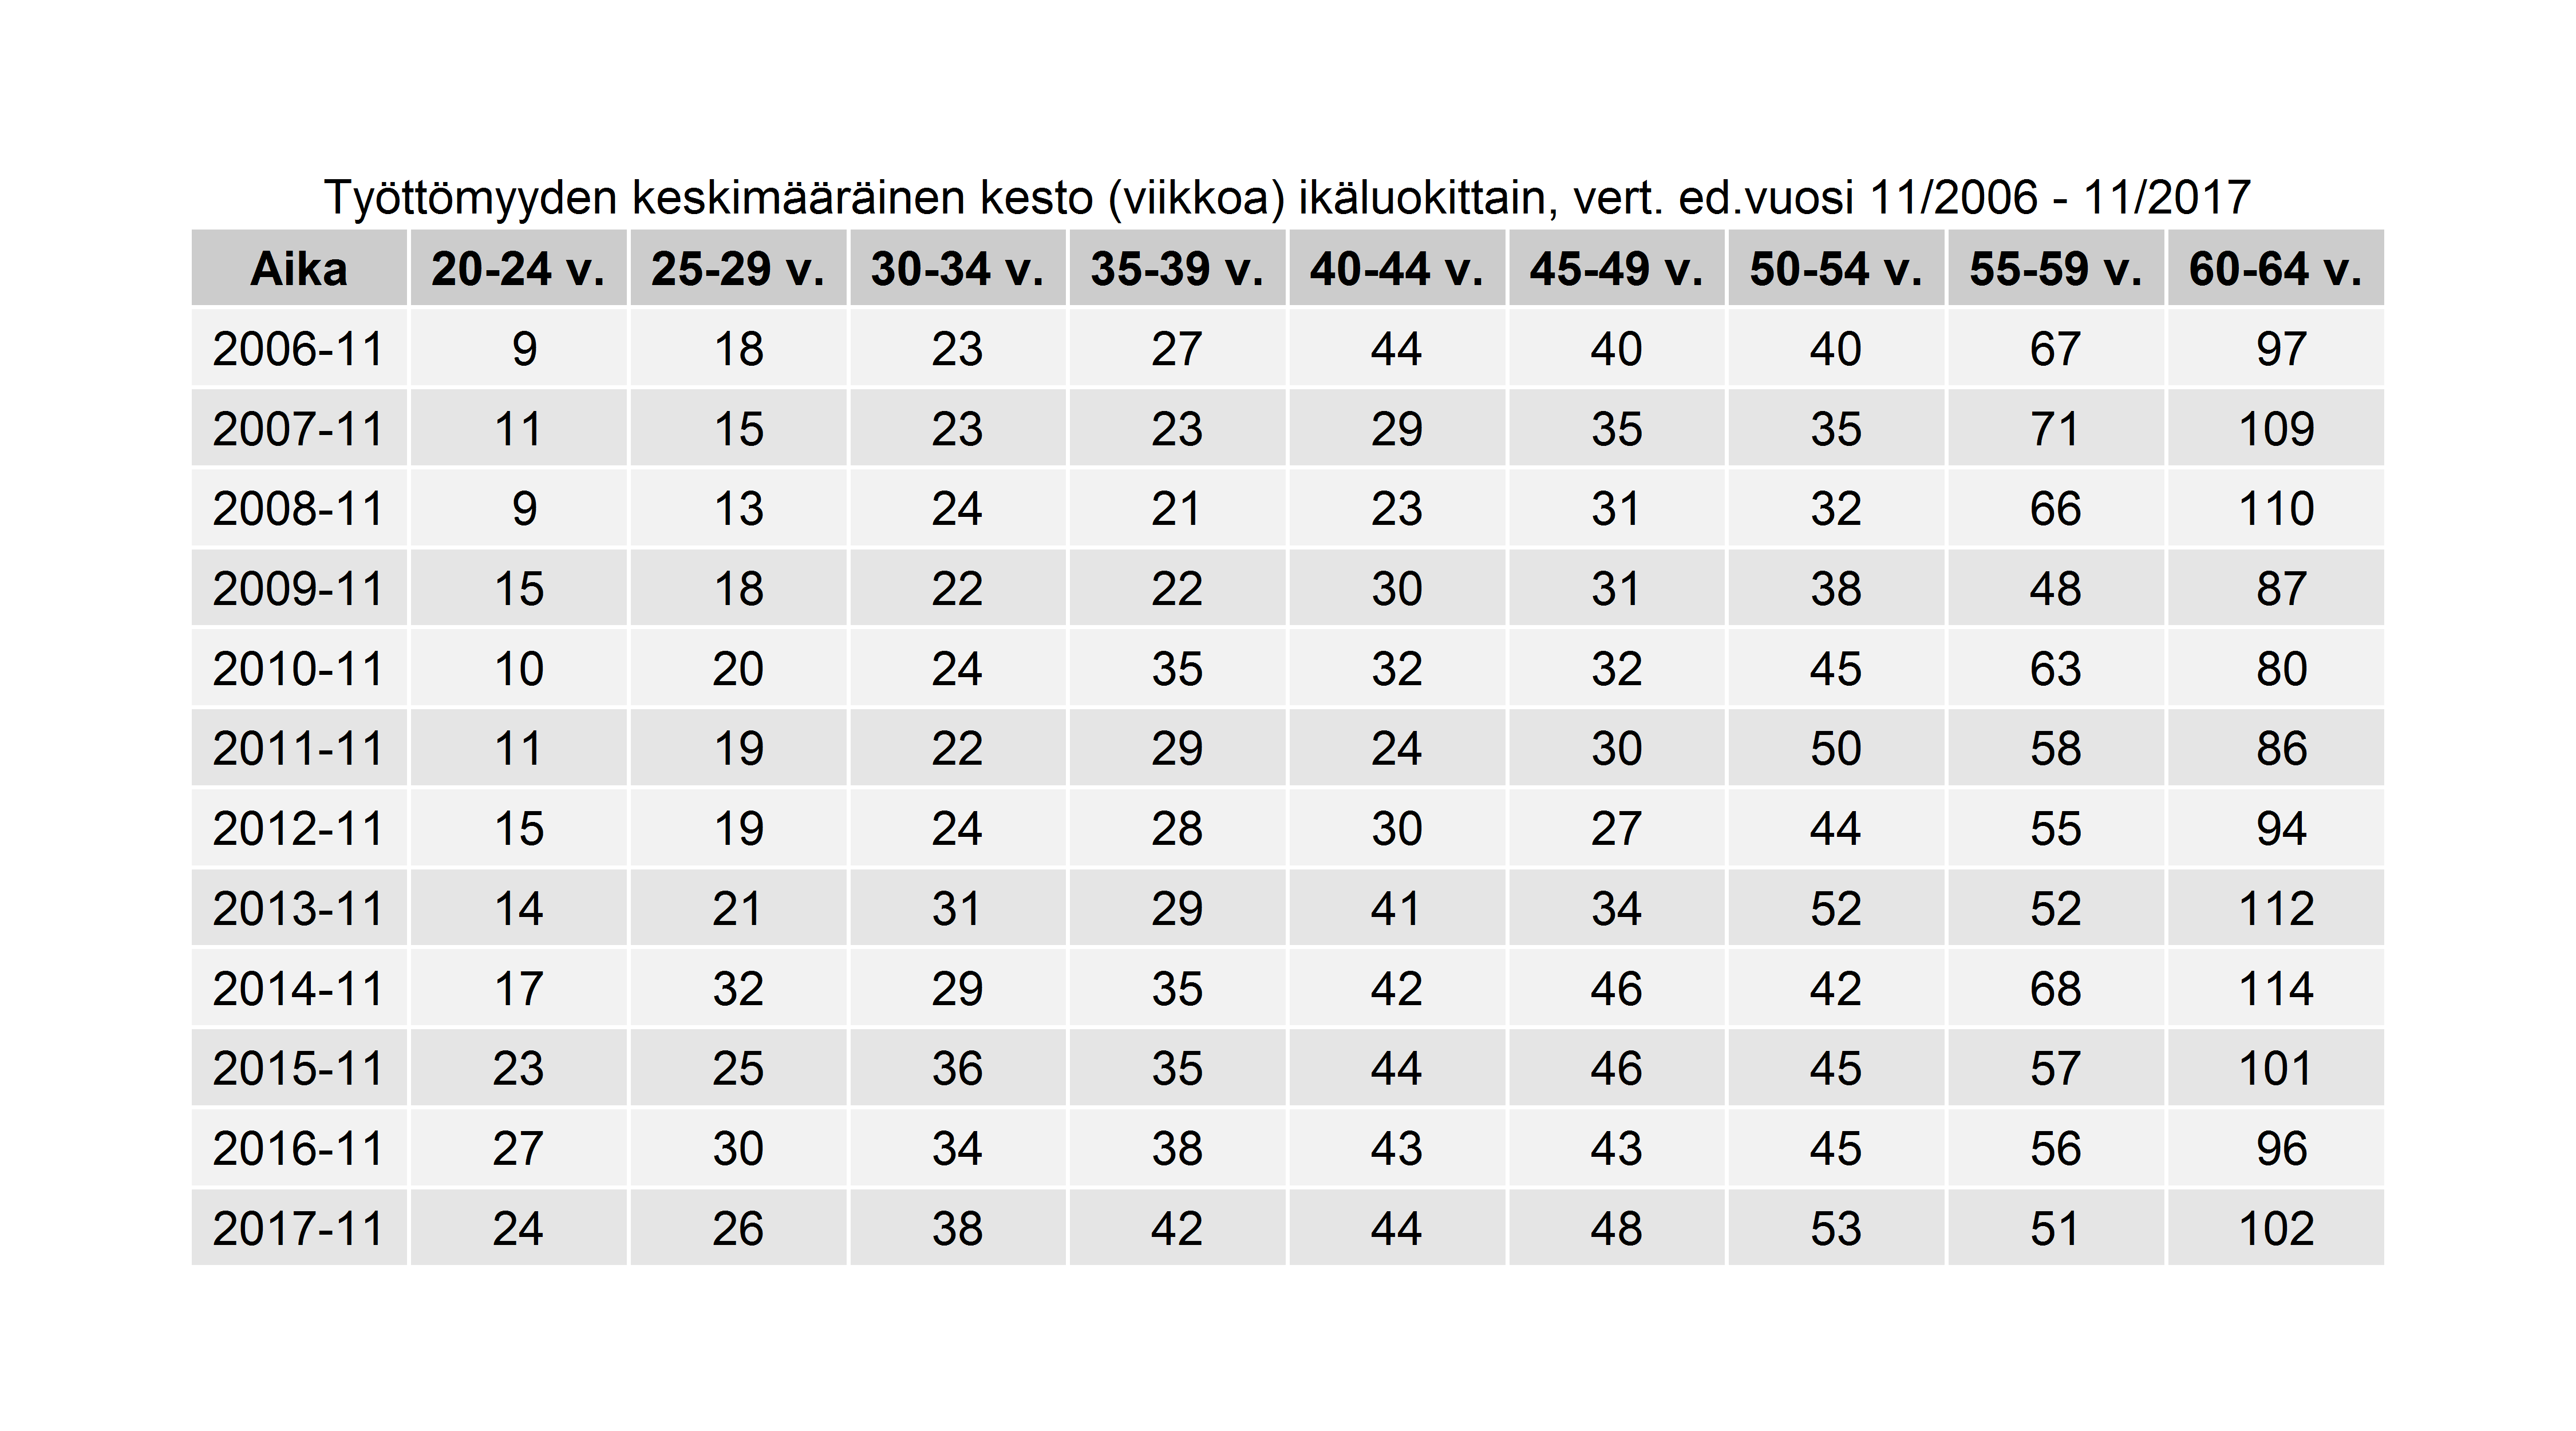 Työttömyyden keskimääräinen kesto (viikkoa) ikäluokittain, vert. ed.vuosi 11/2006 - 11/2017
Aika 20-24 v. 25-29 v. 30-34 v. 35-39 v. 40-44 v. 45-49 v. 50-54 v. 55-59 v. 60-64 v.
2006-11 9 18 23 27 44 40 40 67 97
2007-11 11 15 23 23 29 35 35 71 109
2008-11 9 13 24 21 23 31 32 66 110
2009-11 15 18 22 22 30 31 38 48 87
2010-11 10 20 24 35 32 32 45 63 80
2011-11 11 19 22 29 24 30 50 58 86
2012-11 15 19 24 28 30 27 44 55 94
2013-11 14 21 31 29 41 34 52 52 112
2014-11 17 32 29 35 42 46 42 68 114
2015-11 23 25 36 35 44 46 45 57 101
2016-11 27 30 34 38 43 43 45 56 96
2017-11 24 26 38 42 44 48 53 51 102